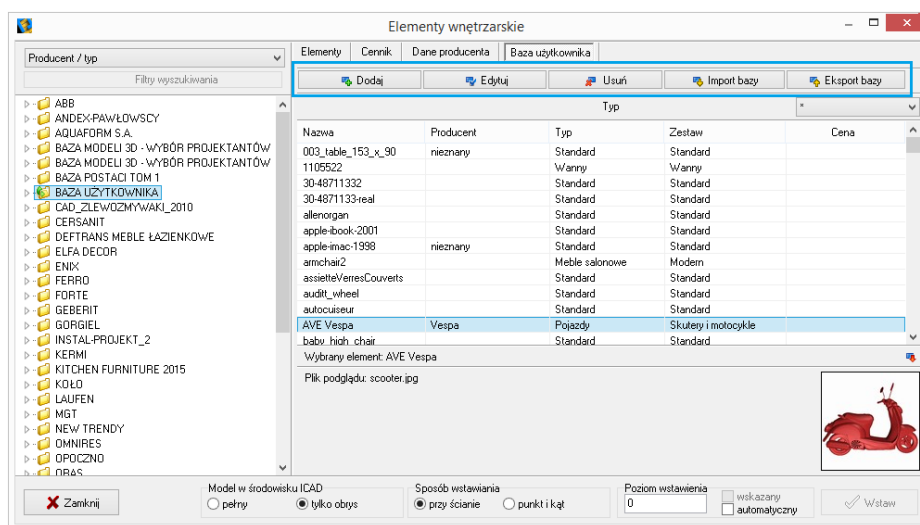 Elementy wnętrzarskie
Producent / typ
Filtry wyszukiwania
ABB
ANDEX-PAWŁOWSCY
AQUAFORM S.A.
BAZA MODELI 3D - WYBÓR PROJEKTANTÓW
BAZA MODELI 3D - WYBÓR PROJEKTANTÓW
BAZA POSTACI TOM 1
BAZA UŻYTKOWNIKA
CAD_ZLEWOZMYWAKI_2010
CERSANIT
DEFTRANS MEBLE ŁAZIENKOWE
ELFA DECOR
ENIX
FERRO
FORTE
GEBERIT
GORGIEL
INSTAL-PROJEKT_2
KERMI
KITCHEN FURNITURE 2015
KOŁO
LAUFEN
MGT
NEW TRENDY
OMNIRES
OPOCZNO
ORAS
Elementy Cennik Dane producenta Baza użytkownika
Dodaj Edytuj Usuń Import bazy Eksport bazy
Typ *
Nazwa Producent Typ Zestaw Cena
003_table_153_x_90 nieznany Standard Standard
1105522 Wanny Wanny
30-48711332 Standard Standard
30-4871133-real Standard Standard
allenorgan Standard Standard
apple-ibook-2001 Standard Standard
apple-imac-1998 nieznany Standard Standard
armchair2 Meble salonowe Modern
assietteVerresCouverts Standard Standard
auditt_wheel Standard Standard
autocuiseur Standard Standard
AVE Vespa Vespa Pojazdy Skutery i motocykle
baby_high_chair Standard Standard
Wybrany element: AVE Vespa
Plik podglądu: scooter.jpg
Zamknij
Model w środowisku ICAD
pełny tylko obrys
Sposób wstawiania
przy ścianie punkt i kąt
Poziom wstawienia
0
wskazany
automatyczny
Wstaw